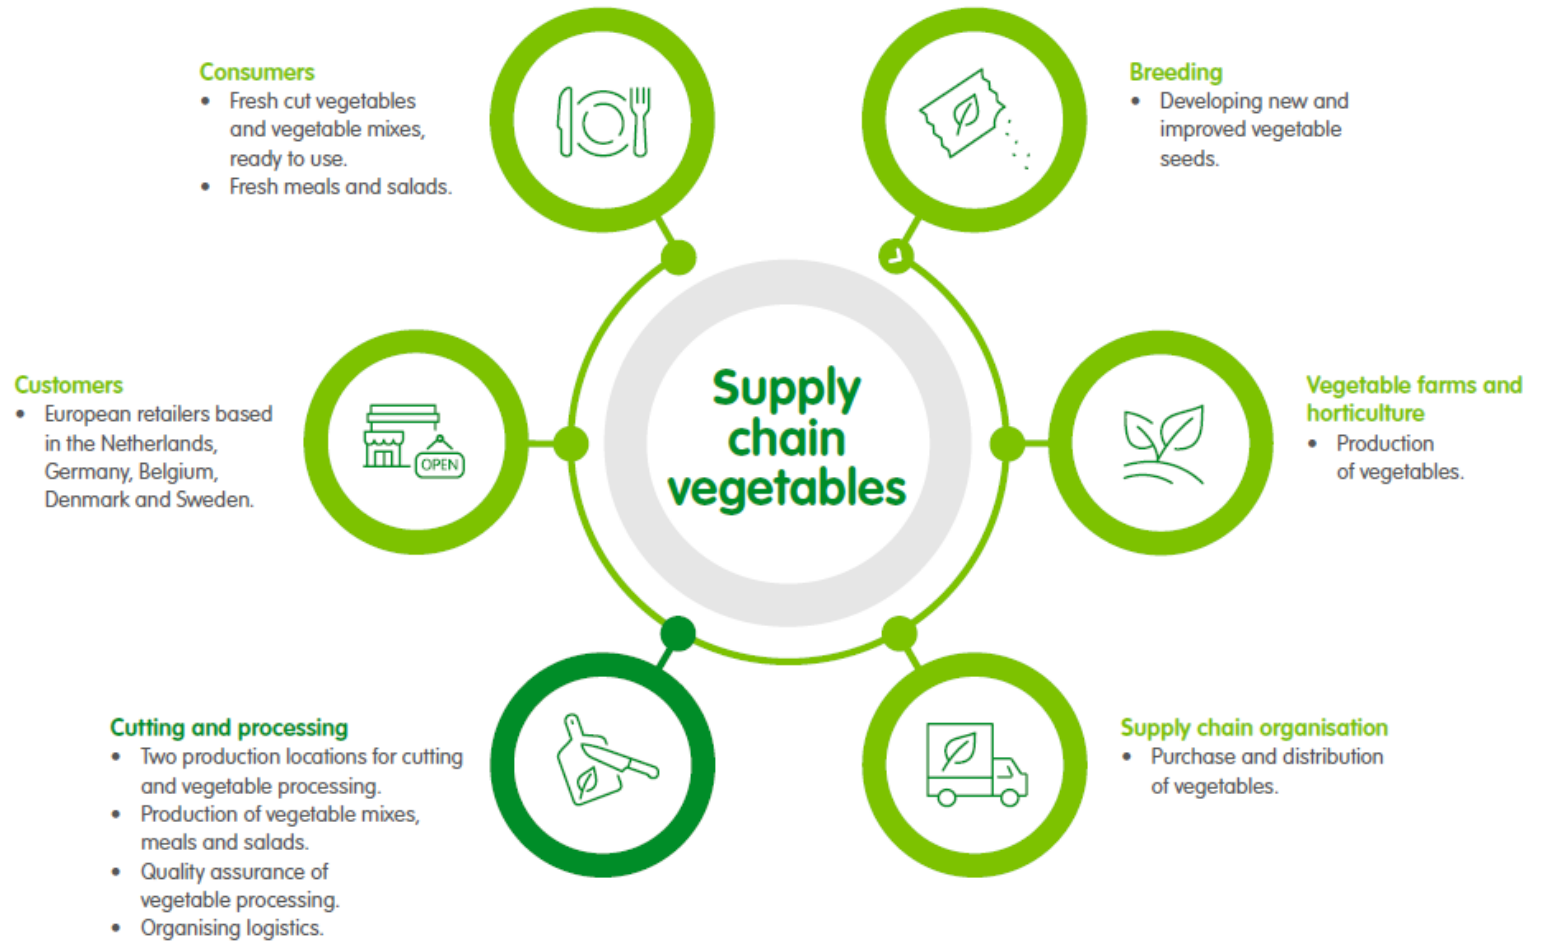 Consumers
• Fresh cut vegetables
and vegetable mixes,
ready to use.
• Fresh meals and salads.
Breeding
• Developing new and
improved vegetable
seeds.
Customers
• European retailers based
in the Netherlands,
Germany, Belgium,
Denmark and Sweden.
OPEN
Supply
chain
vegetables
Vegetable farms and
horticulture
• Production
of vegetables.
Cutting and processing
• Two production locations for cutting
and vegetable processing.
• Production of vegetable mixes,
meals and salads.
• Quality assurance of
vegetable processing.
• Organising logistics.
Supply chain organisation
• Purchase and distribution
of vegetables.